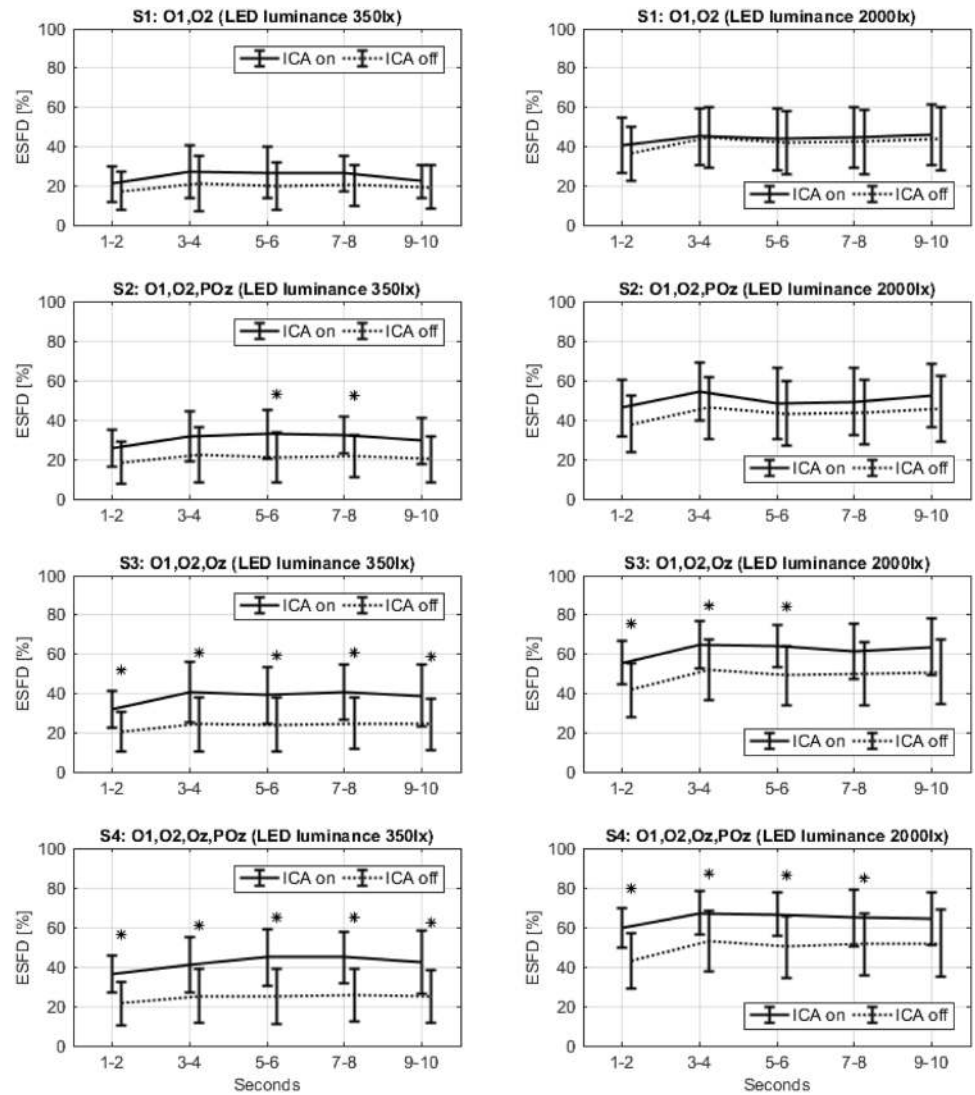 S1: O1,O2 (LED luminance 350lx)
100
80
60
40
20
0
ESFD [%]
ICA on ICA off
1-2 3-4 5-6 7-8 9-10
S1: O1,O2 (LED luminance 2000lx)
100
80
60
40
20
0
ESFD [%]
ICA on ICA off
1-2 3-4 5-6 7-8 9-10
S2: O1,O2,POz (LED luminance 350lx)
100
80
60
40
20
0
ESFD [%]
ICA on ICA off
* *
1-2 3-4 5-6 7-8 9-10
S2: O1,O2,POz (LED luminance 2000lx)
100
80
60
40
20
0
ESFD [%]
ICA on ICA off
1-2 3-4 5-6 7-8 9-10
S3: O1,O2,Oz (LED luminance 350lx)
100
80
60
40
20
0
ESFD [%]
ICA on ICA off
* * * * *
1-2 3-4 5-6 7-8 9-10
S3: O1,O2,Oz (LED luminance 2000lx)
100
80
60
40
20
0
ESFD [%]
* * *
ICA on ICA off
1-2 3-4 5-6 7-8 9-10
S4: O1,O2,Oz,POz (LED luminance 350lx)
100
80
60
40
20
0
ESFD [%]
ICA on ICA off
* * * * *
1-2 3-4 5-6 7-8 9-10
Seconds
S4: O1,O2,Oz,POz (LED luminance 2000lx)
100
80
60
40
20
0
ESFD [%]
* * * *
ICA on ICA off
1-2 3-4 5-6 7-8 9-10
Seconds